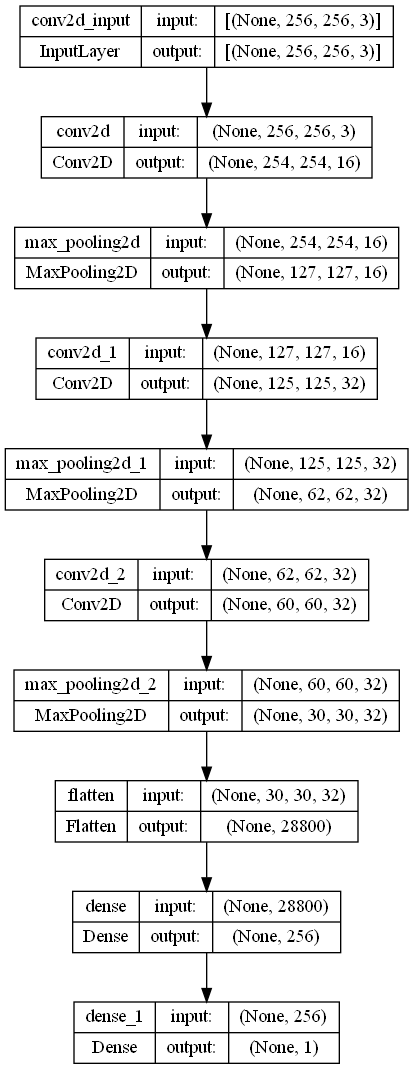 conv2d_input input: [(None, 256, 256, 3)]
InputLayer output: [(None, 256, 256, 3)]
conv2d input: (None, 256, 256, 3)
Conv2D output: (None, 254, 254, 16)
max_pooling2d input: (None, 254, 254, 16)
MaxPooling2D output: (None, 127, 127, 16)
conv2d_1 input: (None, 127, 127, 16)
Conv2D output: (None, 125, 125, 32)
max_pooling2d_1 input: (None, 125, 125, 32)
MaxPooling2D output: (None, 62, 62, 32)
conv2d_2 input: (None, 62, 62, 32)
Conv2D output: (None, 60, 60, 32)
max_pooling2d_2 input: (None, 60, 60, 32)
MaxPooling2D output: (None, 30, 30, 32)
flatten input: (None, 30, 30, 32)
Flatten output: (None, 28800)
dense input: (None, 28800)
Dense output: (None, 256)
dense_1 input: (None, 256)
Dense output: (None, 1)